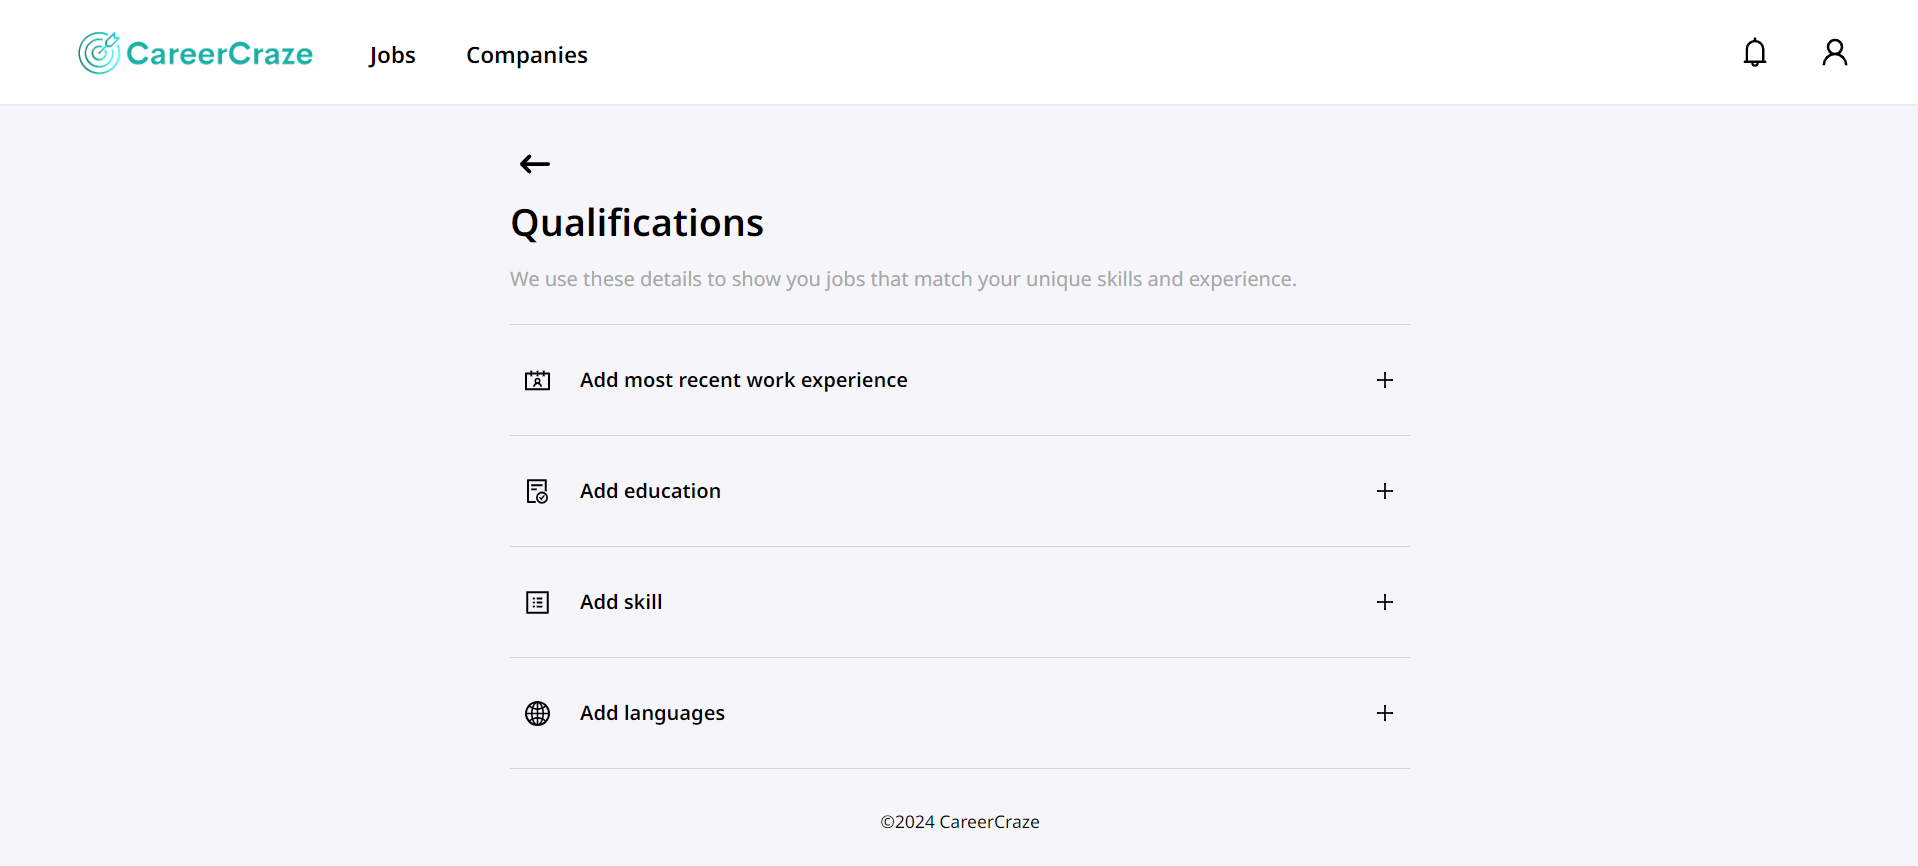 CareerCraze
Jobs
Companies
Qualifications
We use these details to show you jobs that match your unique skills and experience.
Add most recent work experience
Add education
Add skill
Add languages
©2024 CareerCraze